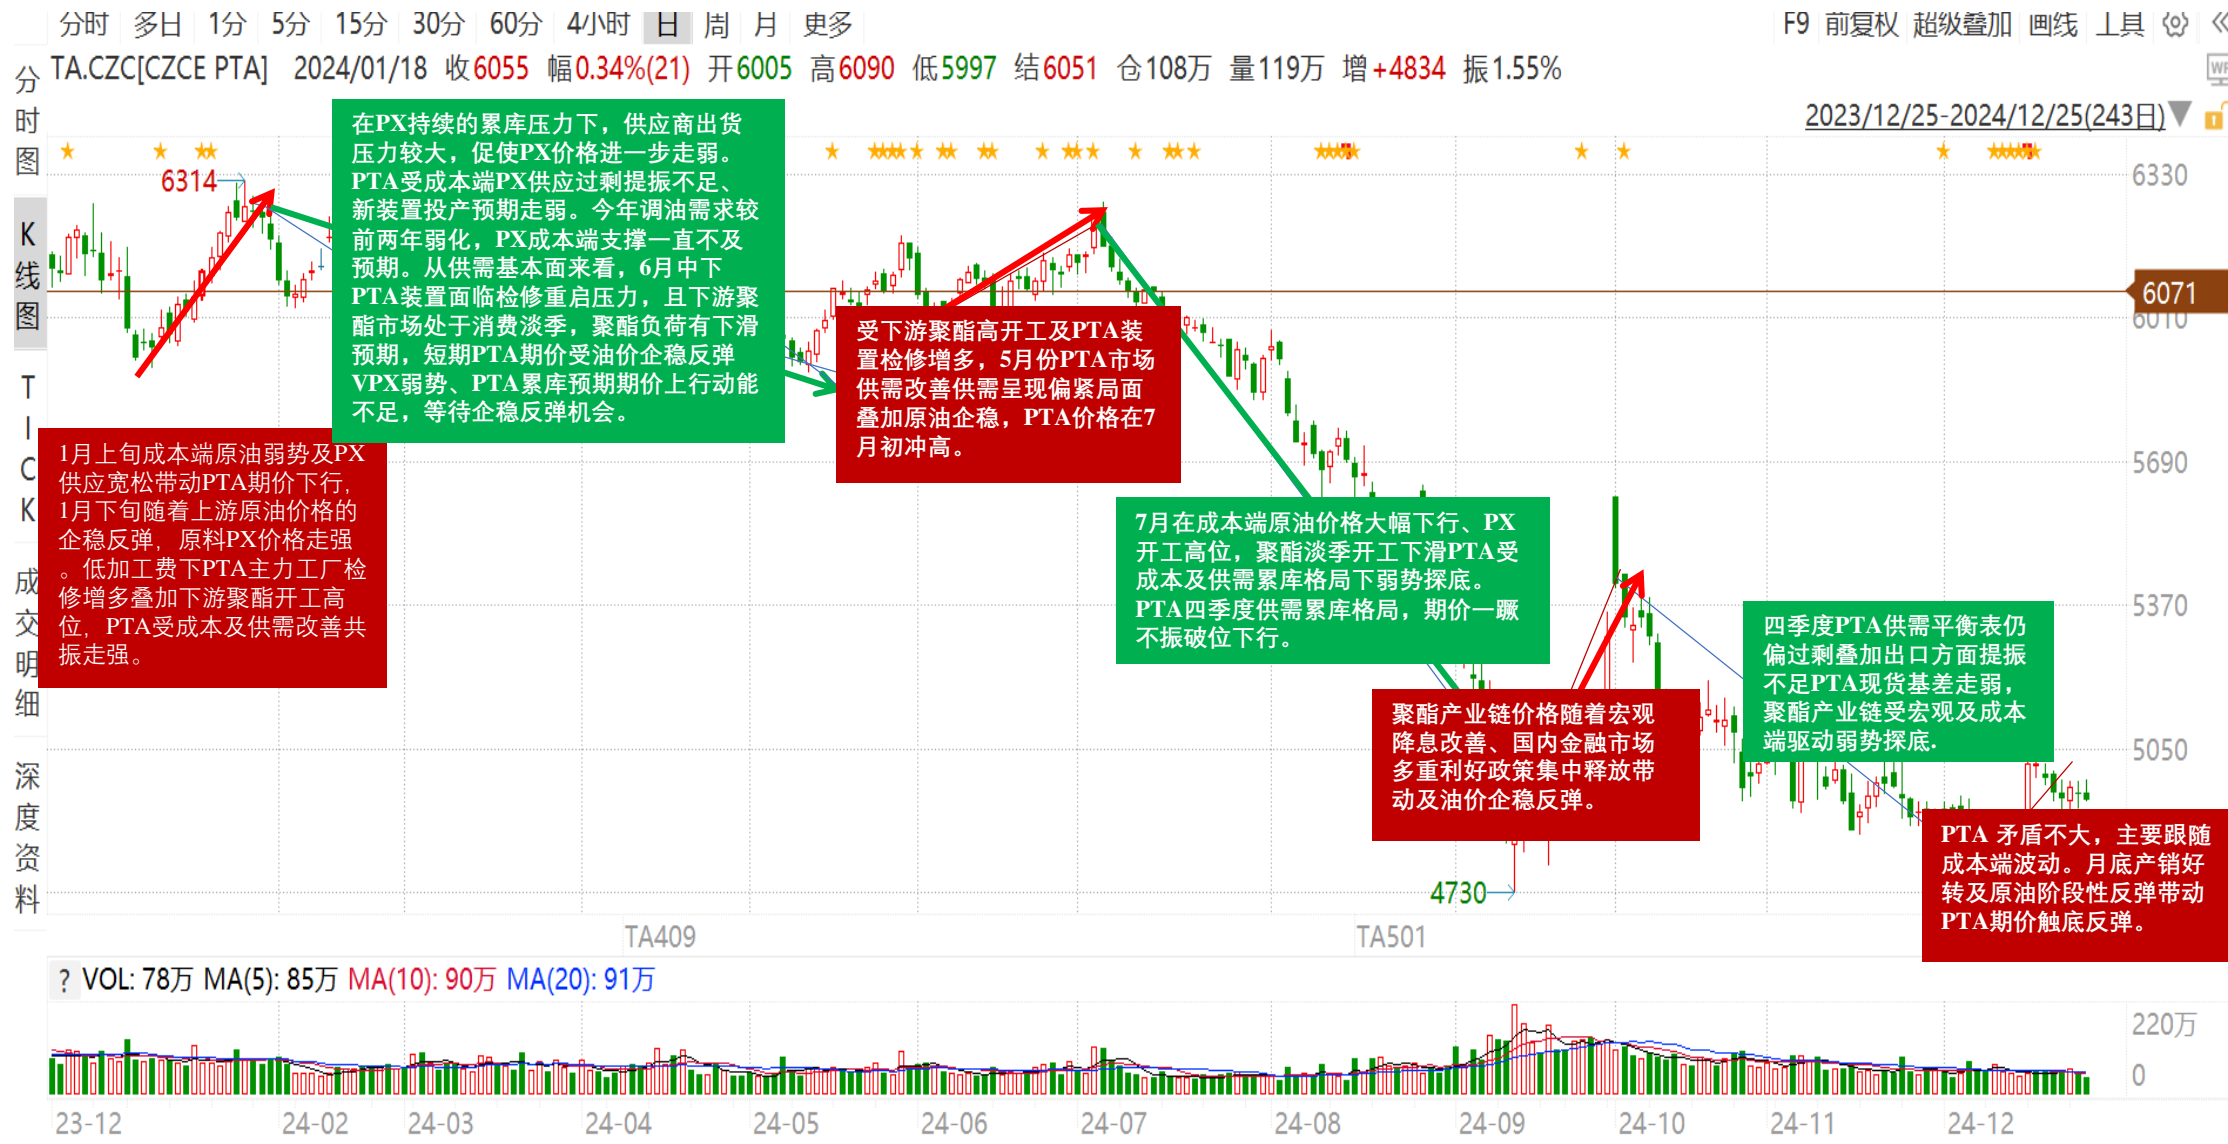 分时 多日 1分 5分 15分 30分 60分 4小时 日 周 月 更多
F9 前复权 超级叠加 画线 工具
TA.CZC[CZCE PTA] 2024/01/18 收6055 幅0.34%(21) 开6005 高6090 低5997 结6051 仓108万 量119万 增+4834 振1.55%
2023/12/25-2024/12/25(243日)
分时图
K线图
TICK
成交明细
深度资料
6314
在PX持续的累库压力下，供应商出货
压力较大，促使PX价格进一步走弱。
PTA受成本端PX供应过剩提振不足、
新装置投产预期走弱。今年调油需求较
前两年弱化，PX成本端支撑一直不及
预期。从供需基本面来看，6月中下
PTA装置面临检修重启压力，且下游聚
酯市场处于消费淡季，聚酯负荷有下滑
预期，短期PTA期价受油价企稳反弹
VPX弱势、PTA累库预期期价上行动能
不足，等待企稳反弹机会。
1月上旬成本端原油弱势及PX
供应宽松带动PTA期价下行,
1月下旬随着上游原油价格的
企稳反弹，原料PX价格走强
。低加工费下PTA主力工厂检
修增多叠加下游聚酯开工高
位，PTA受成本及供需改善共
振走强。
受下游聚酯高开工及PTA装
置检修增多，5月份PTA市场
供需改善供需呈现偏紧局面
叠加原油企稳，PTA价格在7
月初冲高。
7月在成本端原油价格大幅下行、PX
开工高位，聚酯淡季开工下滑PTA受
成本及供需累库格局下弱势探底。
PTA四季度供需累库格局，期价一蹶
不振破位下行。
聚酯产业链价格随着宏观
降息改善、国内金融市场
多重利好政策集中释放带
动及油价企稳反弹。
四季度PTA供需平衡表仍
偏过剩叠加出口方面提振
不足PTA现货基差走弱，
聚酯产业链受宏观及成本
端驱动弱势探底.
PTA 矛盾不大，主要跟随
成本端波动。月底产销好
转及原油阶段性反弹带动
PTA期价触底反弹。
6330
6071
6010
5690
5370
5050
4730
TA409 TA501
? VOL: 78万 MA(5): 85万 MA(10): 90万 MA(20): 91万
220万
0
23-12 24-02 24-03 24-04 24-05 24-06 24-07 24-08 24-09 24-10 24-11 24-12